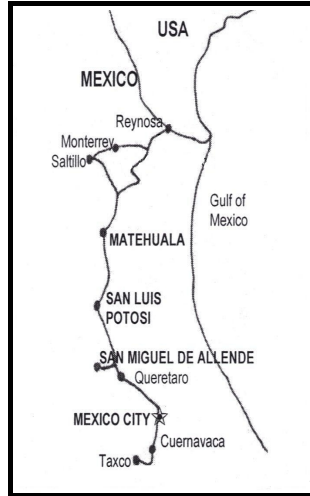 USA
MEXICO
Reynosa
Monterrey
Saltillo
Gulf of
Mexico
MATEHUALA
SAN LUIS
POTOSI
SAN MIGUEL DE ALLENDE
Queretaro
MEXICO CITY
Cuernavaca
Taxco